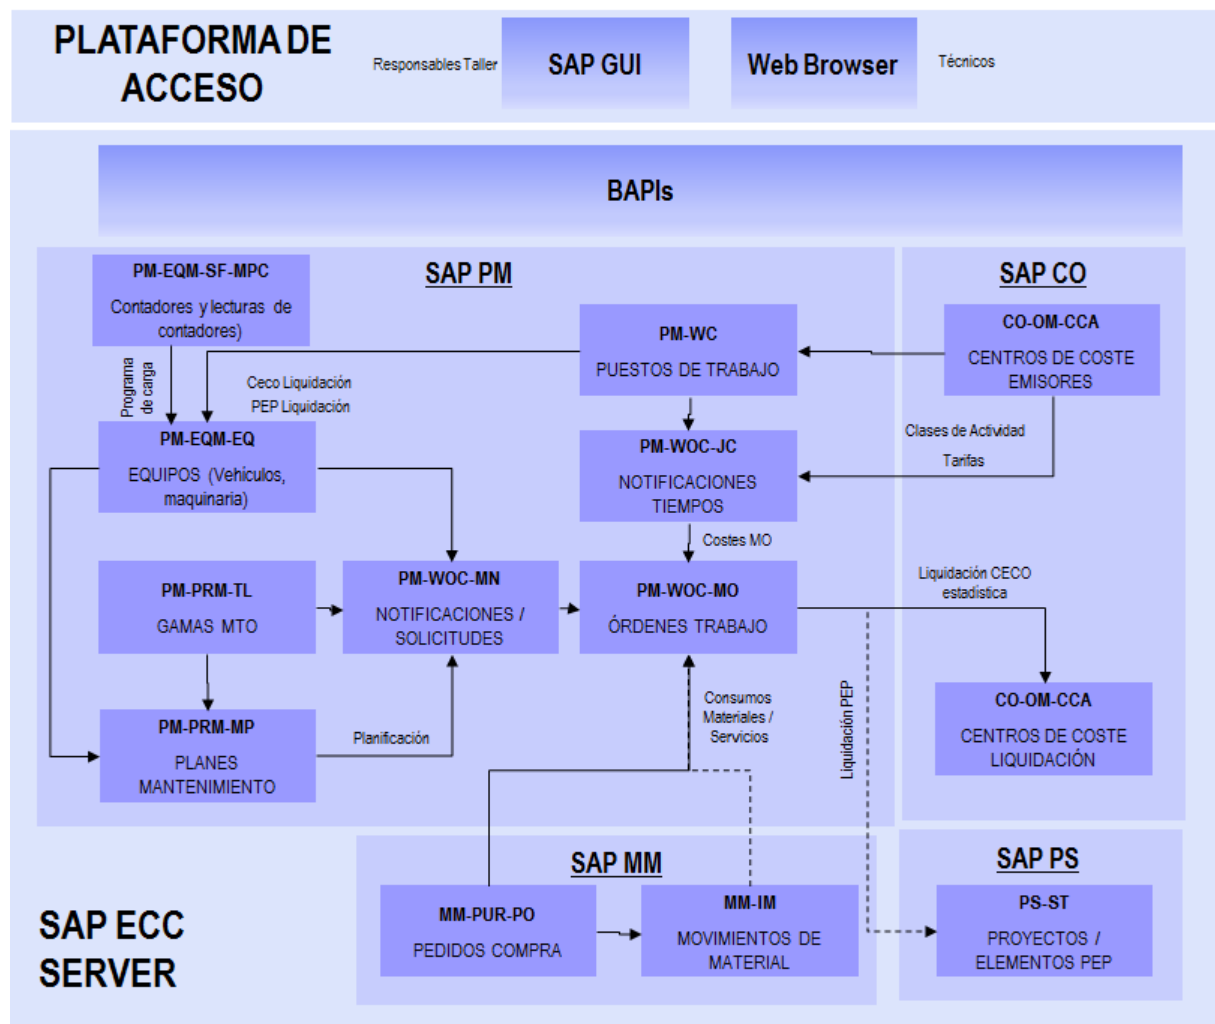 PLATAFORMA DE
ACCESO
Responsables Taller
SAP GUI
Web Browser
Técnicos
BAPIs
SAP PM
PM-EQM-SF-MPC
Contadores y lecturas de
contadores)
Programa
de carga
Ceco Liquidación
PEP Liquidación
PM-WC
PUESTOS DE TRABAJO
PM-EQM-EQ
EQUIPOS (Vehículos,
maquinaria)
PM-WOC-JC
NOTIFICACIONES
TIEMPOS
Costes MO
PM-PRM-TL
GAMAS MTO
PM-WOC-MN
NOTIFICACIONES /
SOLICITUDES
PM-WOC-MO
ÓRDENES TRABAJO
PM-PRM-MP
PLANES
MANTENIMIENTO
Planificación
Consumos
Materiales /
Servicios
Liquidación PEP
SAP CO
CO-OM-CCA
CENTROS DE COSTE
EMISORES
Clases de Actividad
Tarifas
Liquidación CECO
estadística
CO-OM-CCA
CENTROS DE COSTE
LIQUIDACIÓN
SAP MM
MM-PUR-PO
PEDIDOS COMPRA
MM-IM
MOVIMIENTOS DE
MATERIAL
SAP PS
PS-ST
PROYECTOS /
ELEMENTOS PEP
SAP ECC
SERVER